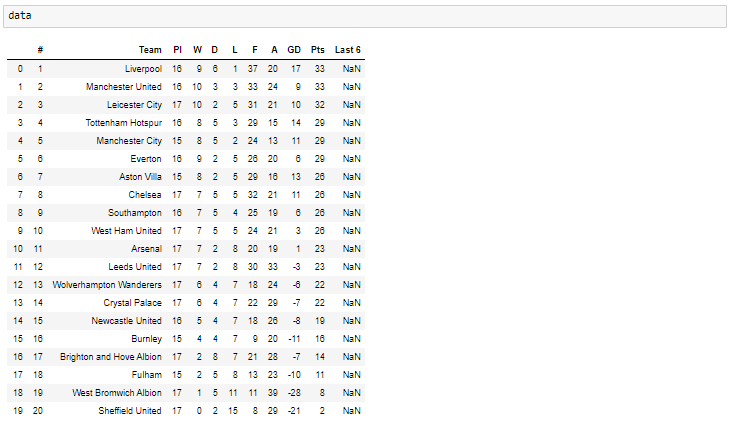 data
# Team Pl W D L F A GD Pts Last 6
0 1 Liverpool 16 9 6 1 37 20 17 33 NaN
1 2 Manchester United 16 10 3 3 33 24 9 33 NaN
2 3 Leicester City 17 10 2 5 31 21 10 32 NaN
3 4 Tottenham Hotspur 16 8 5 3 29 15 14 29 NaN
4 5 Manchester City 15 8 5 2 24 13 11 29 NaN
5 6 Everton 16 9 2 5 26 20 6 29 NaN
6 7 Aston Villa 15 8 2 5 29 16 13 26 NaN
7 8 Chelsea 17 7 5 5 32 21 11 26 NaN
8 9 Southampton 16 7 5 4 25 19 6 26 NaN
9 10 West Ham United 17 7 5 5 24 21 3 26 NaN
10 11 Arsenal 17 7 2 8 20 19 1 23 NaN
11 12 Leeds United 17 7 2 8 30 33 -3 23 NaN
12 13 Wolverhampton Wanderers 17 6 4 7 18 24 -6 22 NaN
13 14 Crystal Palace 17 6 4 7 22 29 -7 22 NaN
14 15 Newcastle United 16 5 4 7 18 26 -8 19 NaN
15 16 Burnley 15 4 4 7 9 20 -11 16 NaN
16 17 Brighton and Hove Albion 17 2 8 7 21 28 -7 14 NaN
17 18 Fulham 15 2 5 8 13 23 -10 11 NaN
18 19 West Bromwich Albion 17 1 5 11 11 39 -28 8 NaN
19 20 Sheffield United 17 0 2 15 8 29 -21 2 NaN